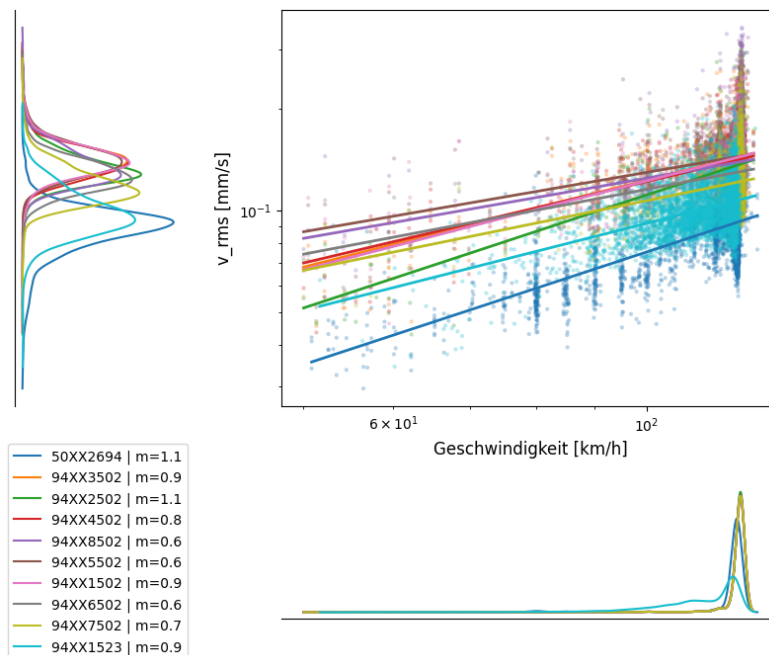 v_rms [mm/s]
10⁻¹
6 × 10¹
10²
Geschwindigkeit [km/h]
50XX2694 | m=1.1
94XX3502 | m=0.9
94XX2502 | m=1.1
94XX4502 | m=0.8
94XX8502 | m=0.6
94XX5502 | m=0.6
94XX1502 | m=0.9
94XX6502 | m=0.6
94XX7502 | m=0.7
94XX1523 | m=0.9